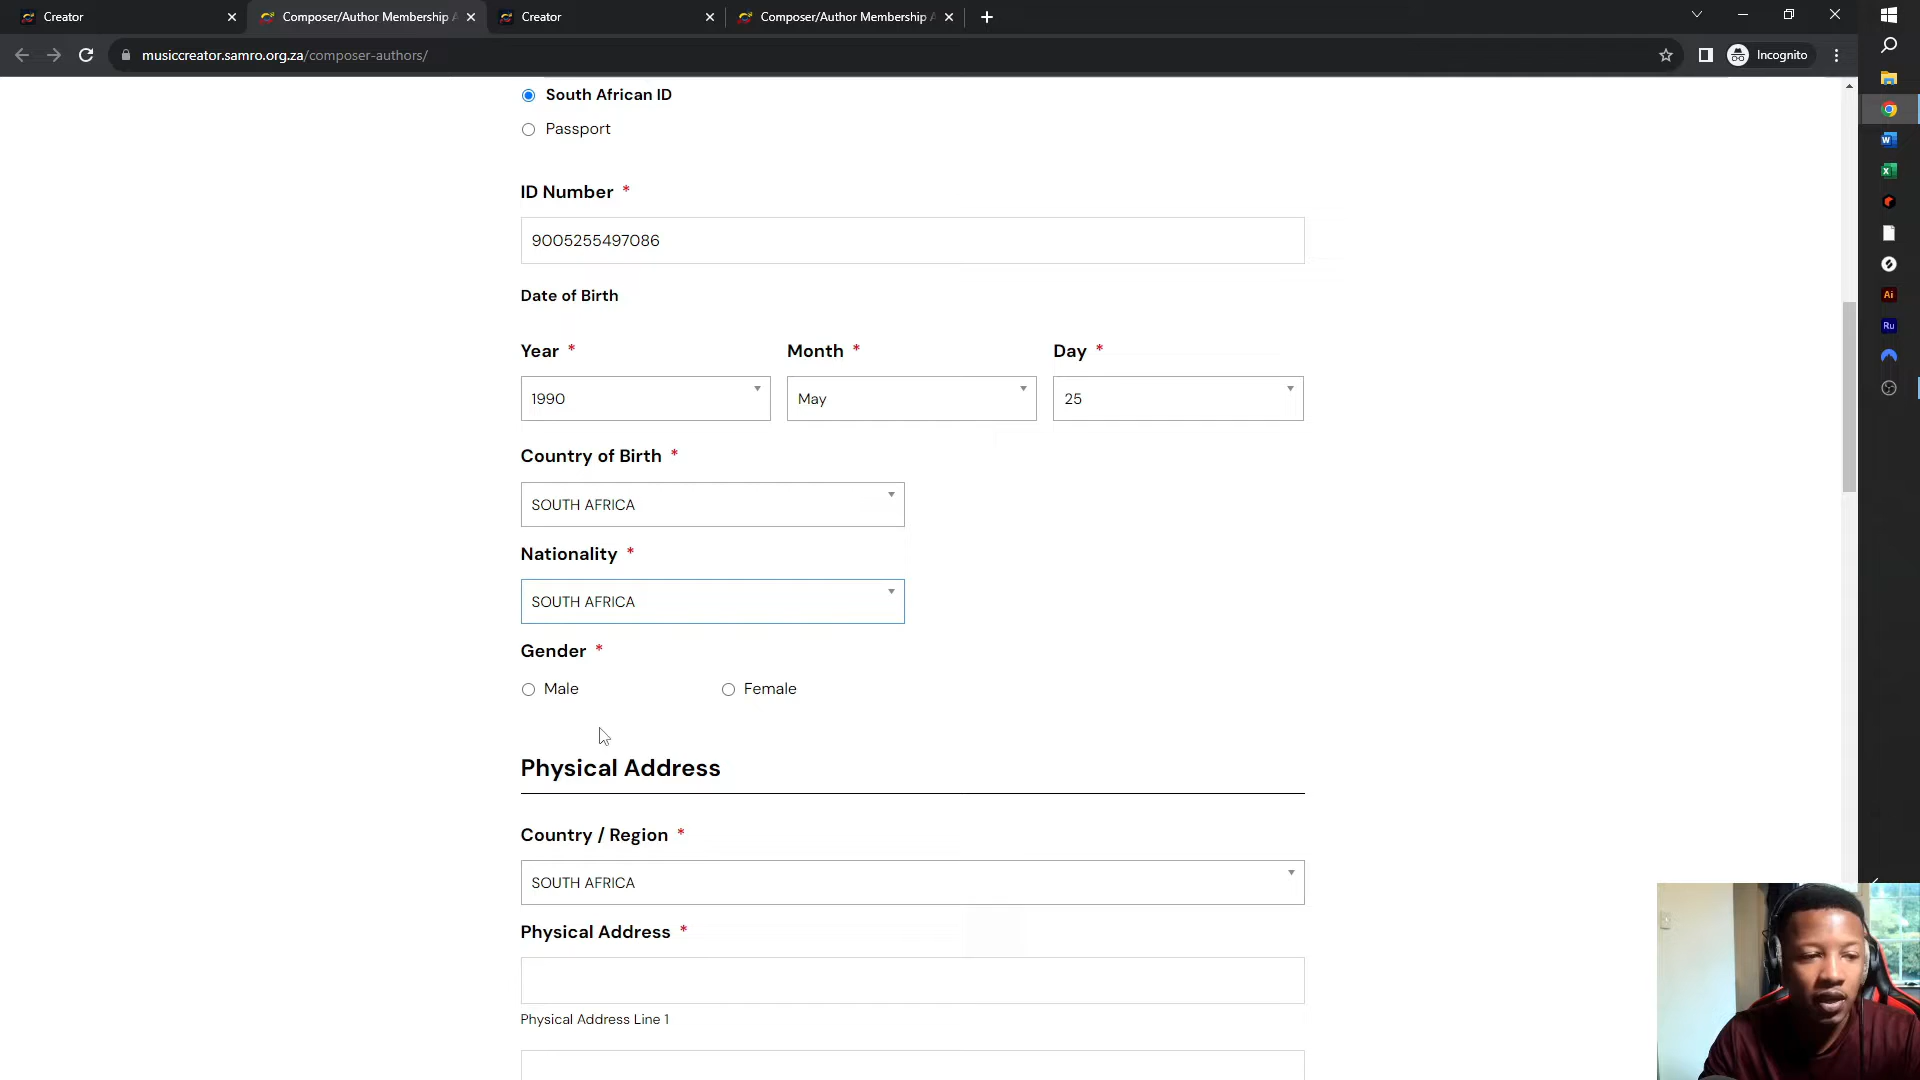 Creator
Composer/Author Membership A
Creator
Composer/Author Membership A
musiccreator.samro.org.za/composer-authors/
Incognito
South African ID
Passport
ID Number *
9005255497086
Date of Birth
Year * Month * Day *
1990 May 25
Country of Birth *
SOUTH AFRICA
Nationality *
SOUTH AFRICA
Gender *
Male Female
Physical Address
Country / Region *
SOUTH AFRICA
Physical Address *
Physical Address Line 1
W
X
Ai
Ru